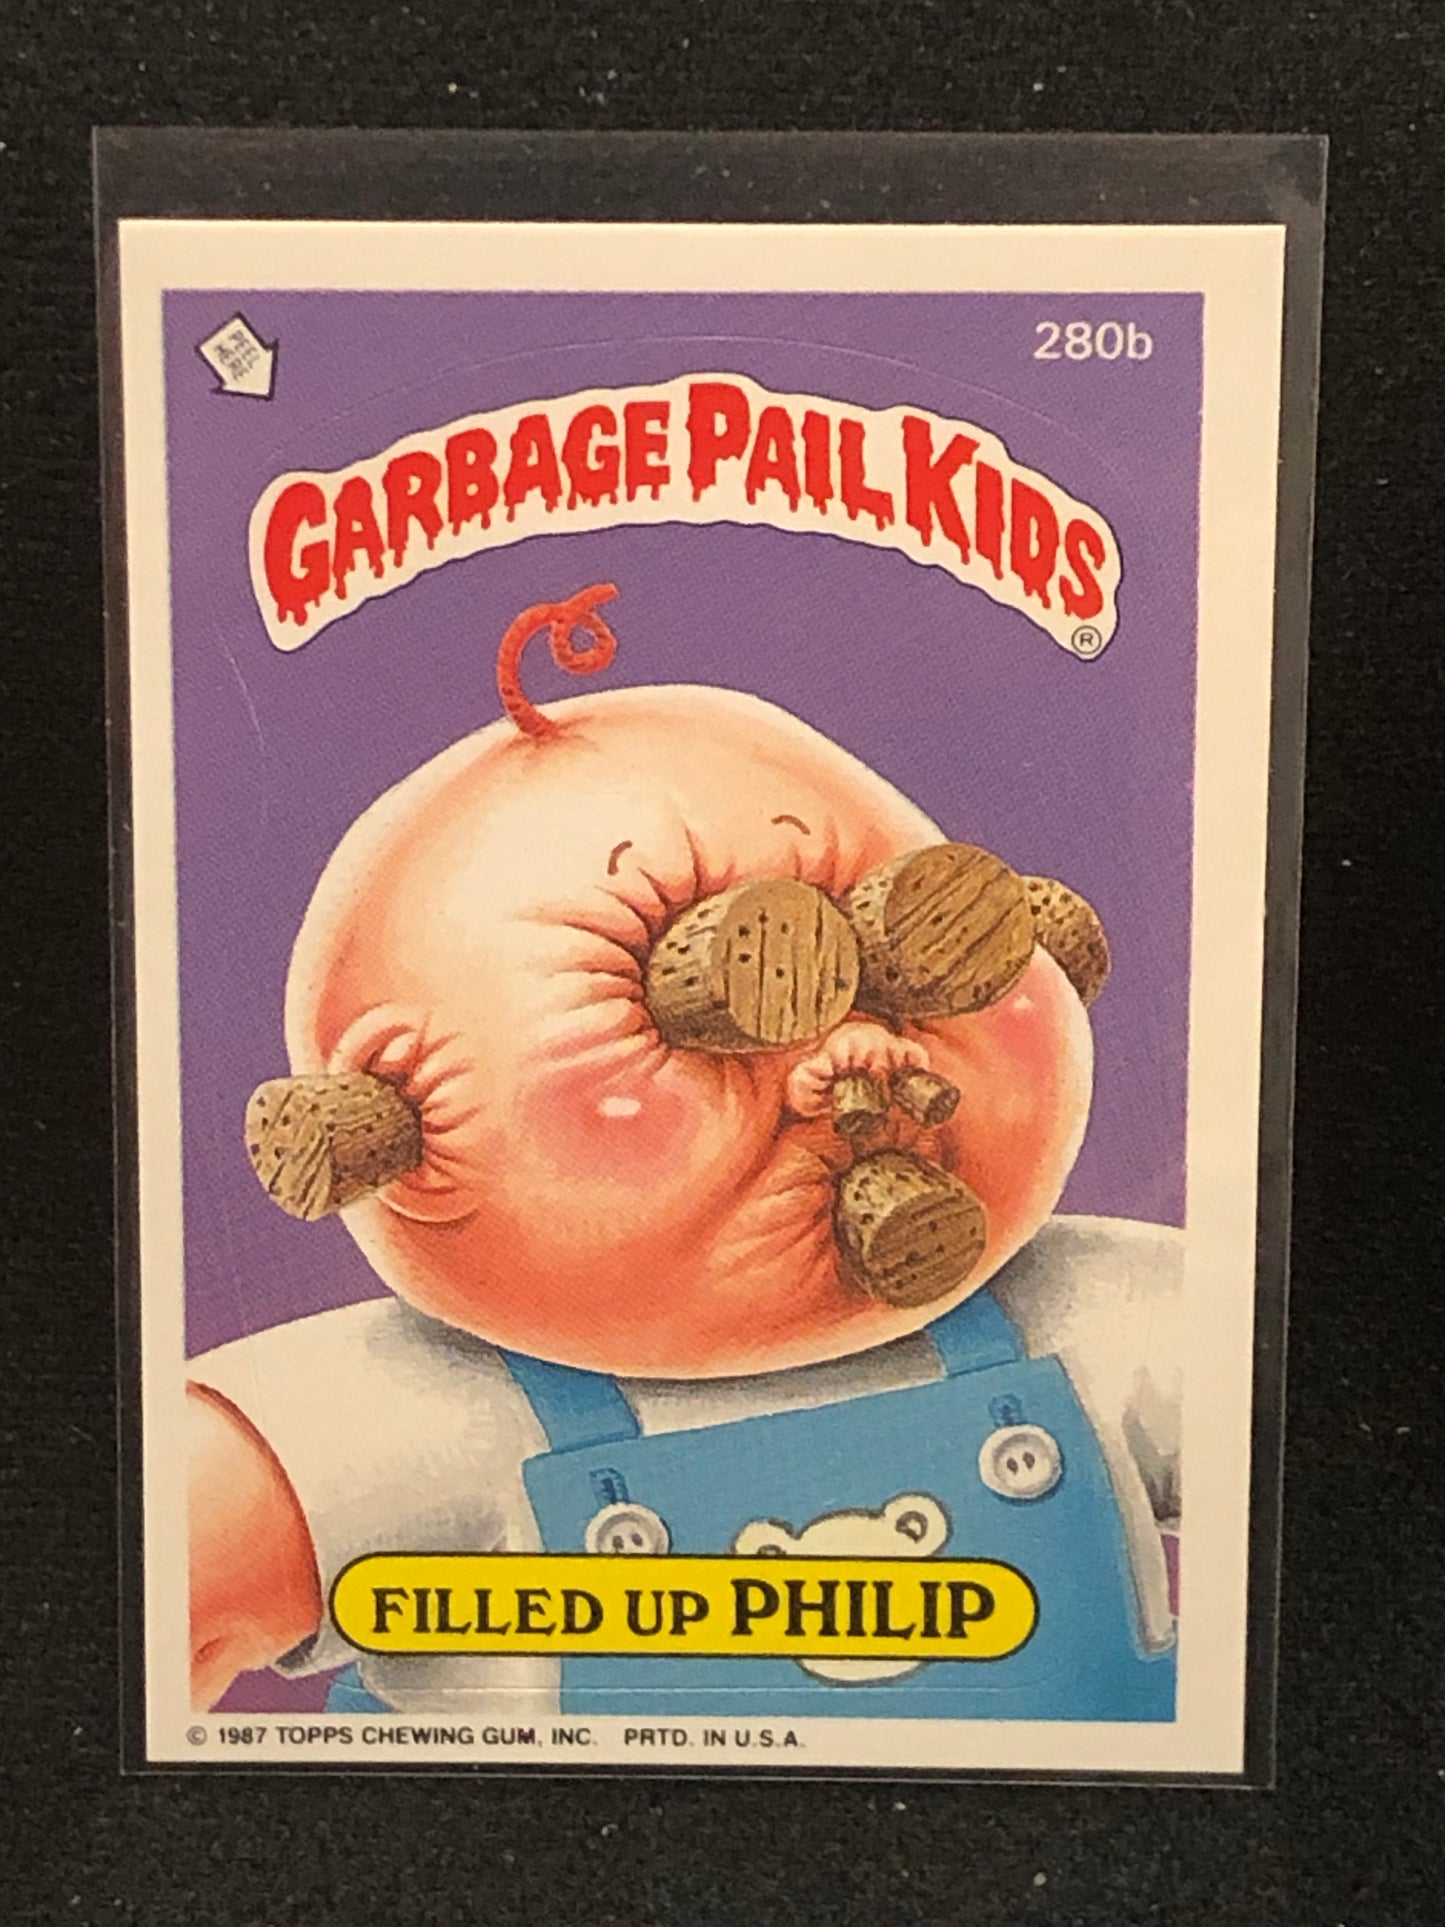 280b
GARBAGE PAIL KIDS
®
FILLED UP PHILIP
© 1987 TOPPS CHEWING GUM, INC. PRTD. IN U.S.A.